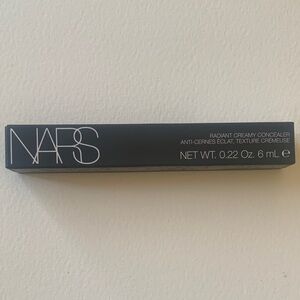 NARS
RADIANT CREAMY CONCEALER
ANTI-CERNES ÉCLAT, TEXTURE CRÉMEUSE
NET WT. 0.22 Oz. 6 mL ℮